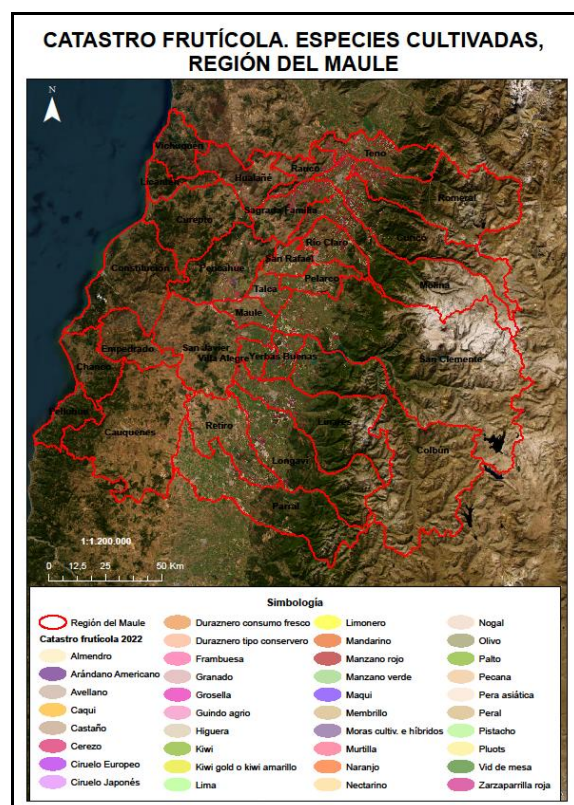 CATASTRO FRUTÍCOLA. ESPECIES CULTIVADAS,
REGIÓN DEL MAULE
N
Vichuquén
Teno
Rauco
Hualañé
Licantén
Romeral
Sagrada Familia
Curepto
Curicó
Río Claro
San Rafael
Constitución
Pencahue
Pelarco
Molina
Talca
Maule
San Clemente
Empedrado
San Javier
Villa Alegre
Yerbas Buenas
Chanco
Pelluhue
Cauquenes
Retiro
Linares
Colbún
Longaví
Parral
1:1.200.000
0 12,5 25 50 Km
Simbología
Región del Maule
Catastro frutícola 2022
Almendro
Arándano Americano
Avellano
Caqui
Castaño
Cerezo
Ciruelo Europeo
Ciruelo Japonés
Duraznero consumo fresco
Duraznero tipo conservero
Frambuesa
Granado
Grosella
Guindo agrio
Higuera
Kiwi
Kiwi gold o kiwi amarillo
Lima
Limonero
Mandarino
Manzano rojo
Manzano verde
Maqui
Membrillo
Moras cultiv. e híbridos
Murtilla
Naranjo
Nectarino
Nogal
Olivo
Palto
Pecana
Pera asiática
Peral
Pistacho
Pluots
Vid de mesa
Zarzaparrilla roja